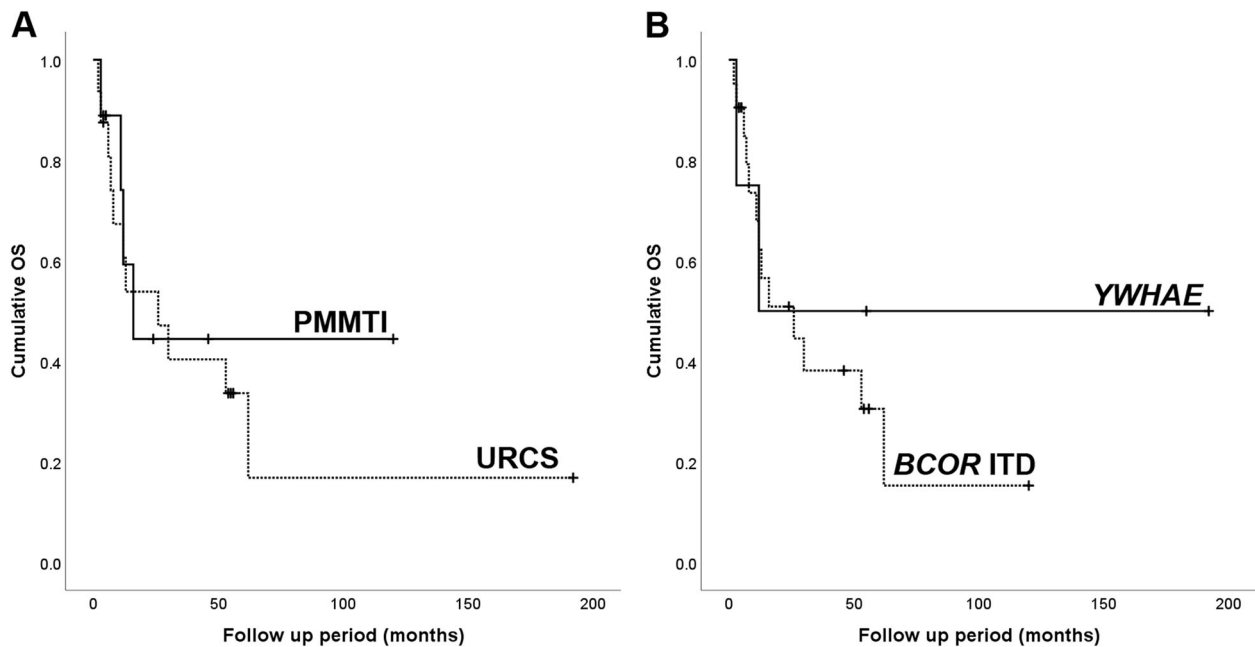 A
Cumulative OS
1.0
0.8
0.6
0.4
0.2
0.0
PMMTI
URCS
0
50
100
150
200
Follow up period (months)
B
Cumulative OS
1.0
0.8
0.6
0.4
0.2
0.0
YWHAE
BCOR ITD
0
50
100
150
200
Follow up period (months)